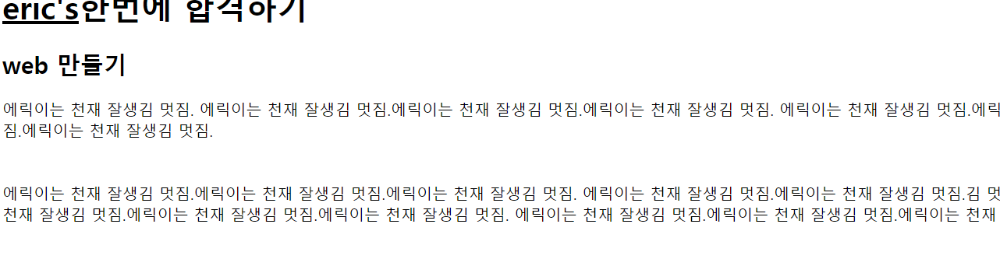 eric's한번에 합격하기
web 만들기
에릭이는 천재 잘생김 멋짐. 에릭이는 천재 잘생김 멋짐.에릭이는 천재 잘생김 멋짐.에릭이는 천재 잘생김 멋짐. 에릭이는 천재 잘생김 멋짐.에릭
짐.에릭이는 천재 잘생김 멋짐.
에릭이는 천재 잘생김 멋짐.에릭이는 천재 잘생김 멋짐.에릭이는 천재 잘생김 멋짐. 에릭이는 천재 잘생김 멋짐.에릭이는 천재 잘생김 멋짐.김 멋
천재 잘생김 멋짐.에릭이는 천재 잘생김 멋짐.에릭이는 천재 잘생김 멋짐. 에릭이는 천재 잘생김 멋짐.에릭이는 천재 잘생김 멋짐.에릭이는 천재